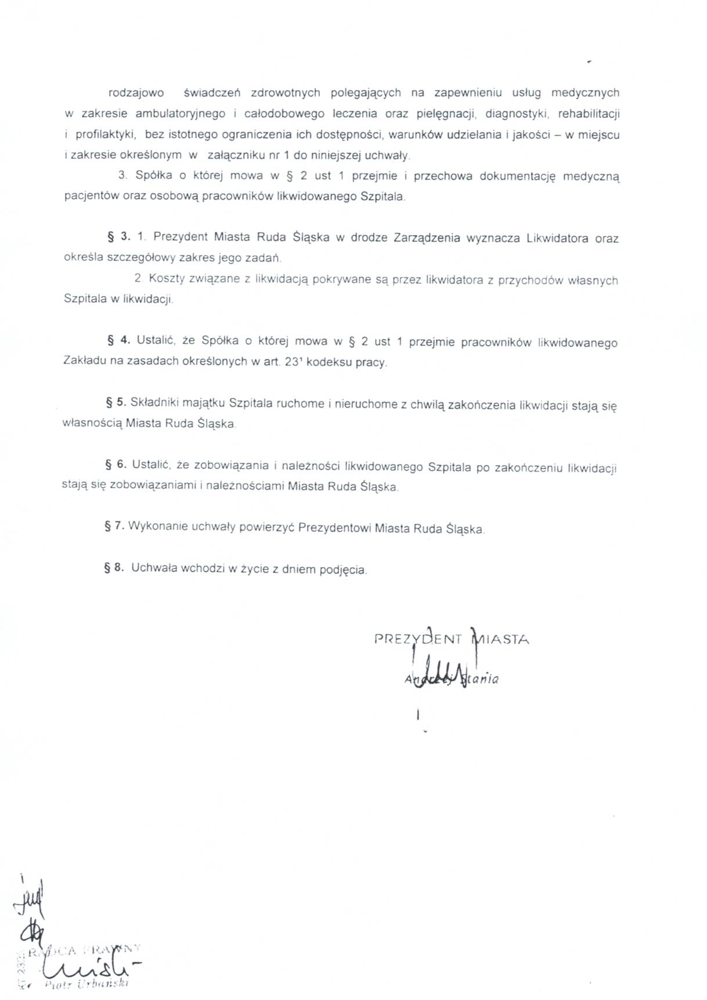 rodzajowo świadczeń zdrowotnych polegających na zapewnieniu usług medycznych
w zakresie ambulatoryjnego i całodobowego leczenia oraz pielęgnacji, diagnostyki, rehabilitacji
i profilaktyki, bez istotnego ograniczenia ich dostępności, warunków udzielania i jakości – w miejscu
i zakresie określonym w załączniku nr 1 do niniejszej uchwały.
3. Spółka o której mowa w § 2 ust 1 przejmie i przechowa dokumentację medyczną
pacjentów oraz osobową pracowników likwidowanego Szpitala.
§ 3. 1. Prezydent Miasta Ruda Śląska w drodze Zarządzenia wyznacza Likwidatora oraz
określa szczegółowy zakres jego zadań.
2. Koszty związane z likwidacją pokrywane są przez likwidatora z przychodów własnych
Szpitala w likwidacji.
§ 4. Ustalić, że Spółka o której mowa w § 2 ust 1 przejmie pracowników likwidowanego
Zakładu na zasadach określonych w art. 23¹ kodeksu pracy.
§ 5. Składniki majątku Szpitala ruchome i nieruchome z chwilą zakończenia likwidacji stają się
własnością Miasta Ruda Śląska.
§ 6. Ustalić, że zobowiązania i należności likwidowanego Szpitala po zakończeniu likwidacji
stają się zobowiązaniami i należnościami Miasta Ruda Śląska.
§ 7. Wykonanie uchwały powierzyć Prezydentowi Miasta Ruda Śląska.
§ 8. Uchwała wchodzi w życie z dniem podjęcia.
PREZYDENT MIASTA
Andrzej Stania
RADCA PRAWNY
Piotr Urbański